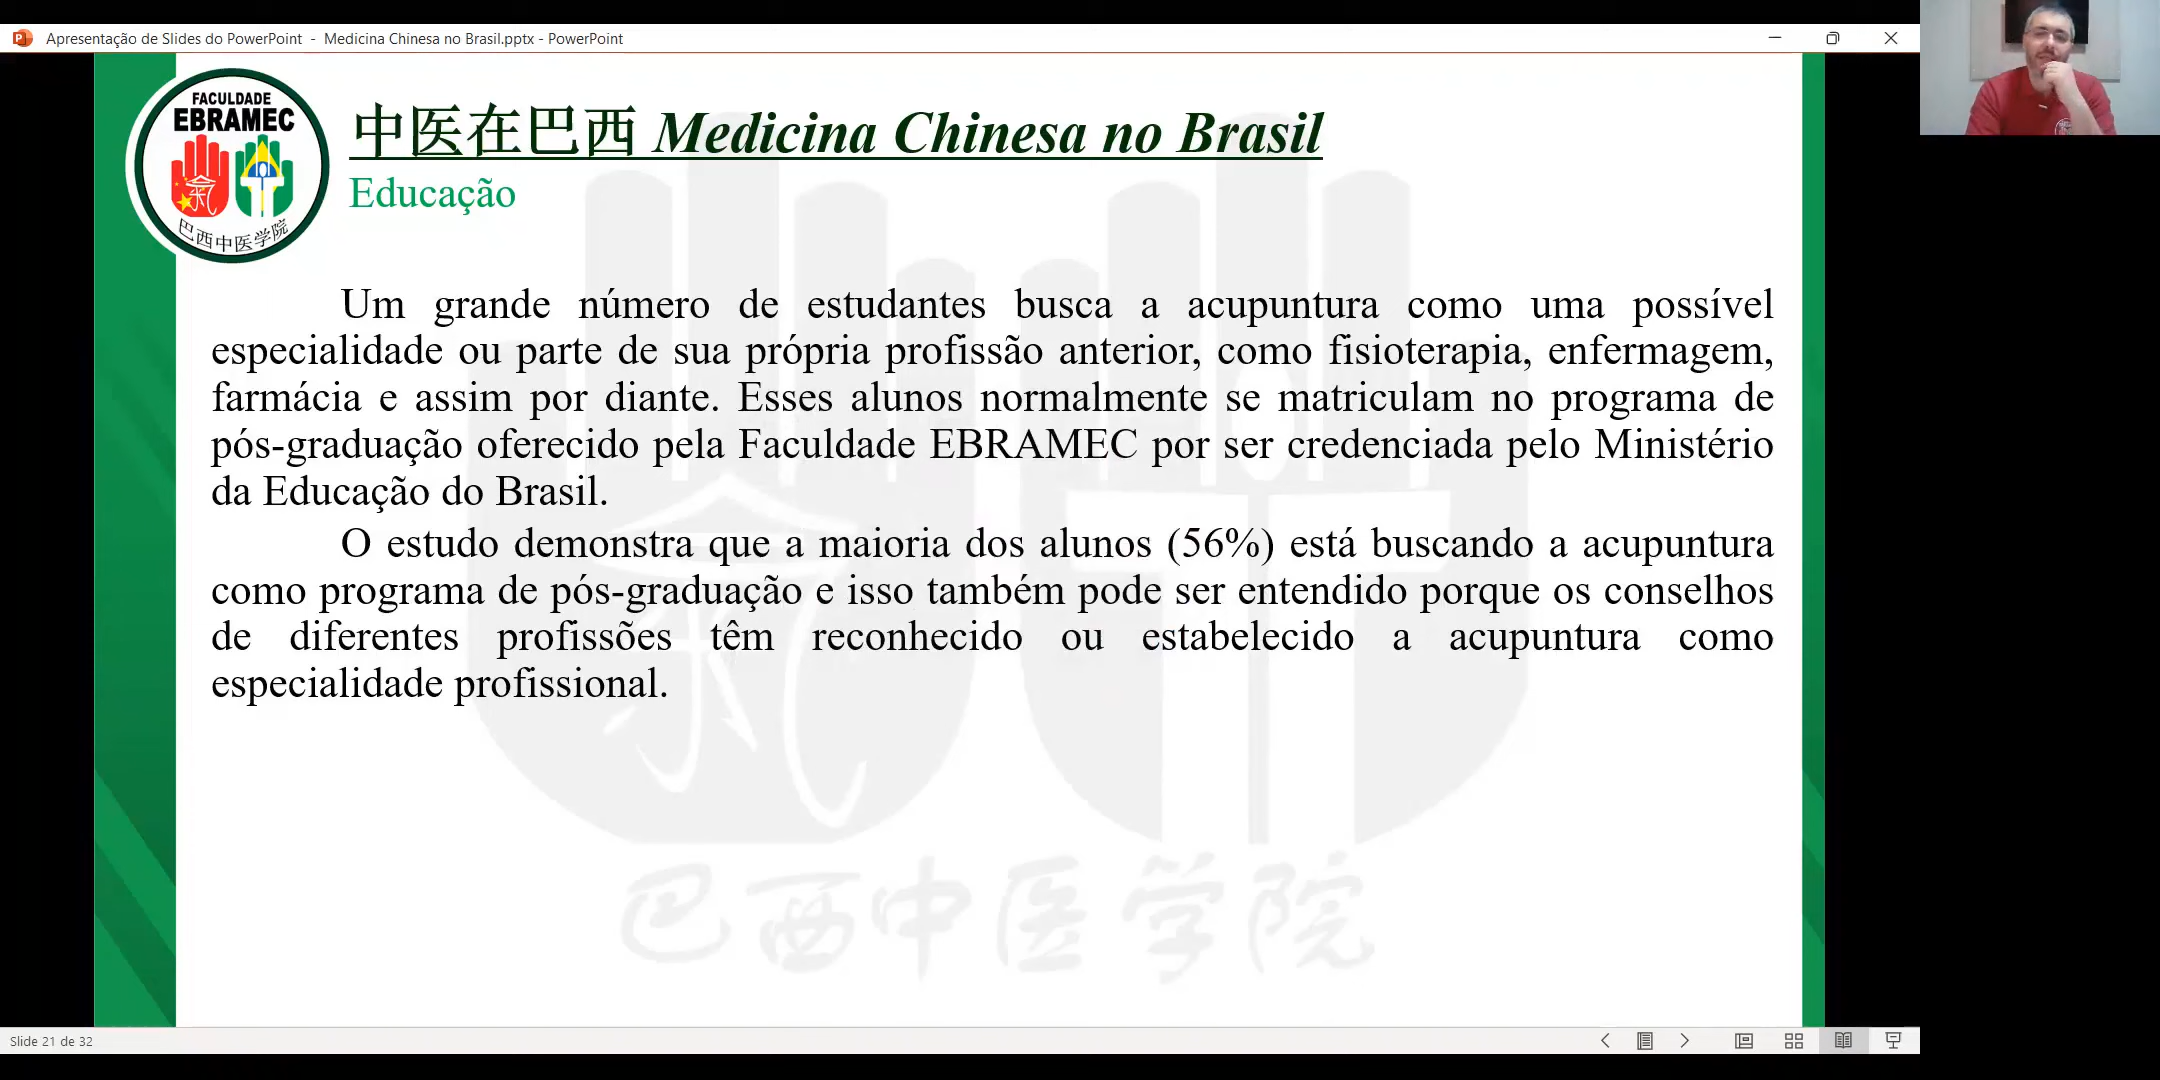 Apresentação de Slides do PowerPoint - Medicina Chinesa no Brasil.pptx - PowerPoint
FACULDADE
EBRAMEC
巴西中医学院
中医在巴西 Medicina Chinesa no Brasil
Educação
Um grande número de estudantes busca a acupuntura como uma possível
especialidade ou parte de sua própria profissão anterior, como fisioterapia, enfermagem,
farmácia e assim por diante. Esses alunos normalmente se matriculam no programa de
pós-graduação oferecido pela Faculdade EBRAMEC por ser credenciada pelo Ministério
da Educação do Brasil.
O estudo demonstra que a maioria dos alunos (56%) está buscando a acupuntura
como programa de pós-graduação e isso também pode ser entendido porque os conselhos
de diferentes profissões têm reconhecido ou estabelecido a acupuntura como
especialidade profissional.
巴西中医学院
Slide 21 de 32